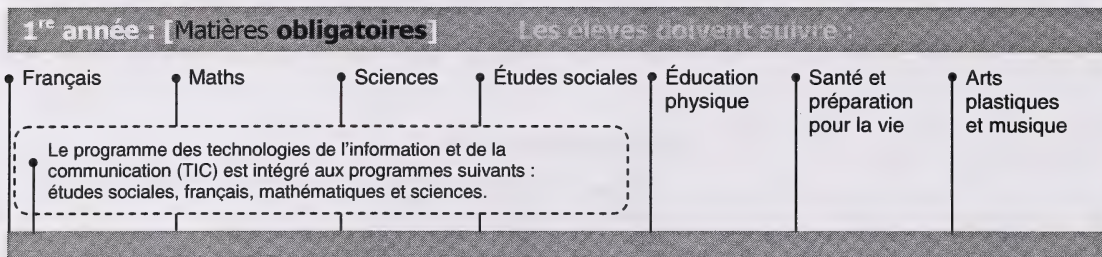 1re année : [Matières obligatoires] Les élèves doivent suivre :
Français
Maths
Sciences
Études sociales
Éducation
physique
Santé et
préparation
pour la vie
Arts
plastiques
et musique
Le programme des technologies de l'information et de la
communication (TIC) est intégré aux programmes suivants :
études sociales, français, mathématiques et sciences.